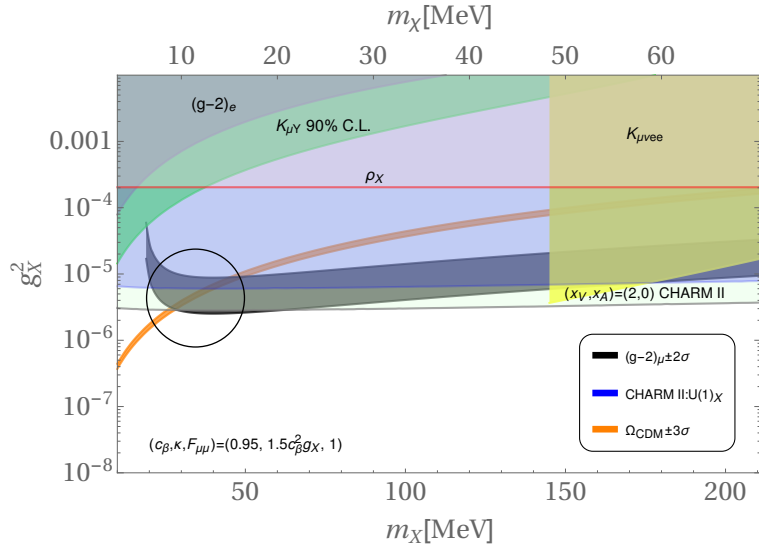 m_χ[MeV]
10 20 30 40 50 60
(g−2)_e
K_μY 90% C.L.
K_μνee
0.001
ρ_X
10^-4
g_X^2
10^-5
(x_V,x_A)=(2,0) CHARM II
10^-6
(g−2)_μ±2σ
10^-7
CHARM II:U(1)_X
Ω_CDM±3σ
(c_β,κ,F_μμ)=(0.95, 1.5c_β^2g_X, 1)
10^-8
50 100 150 200
m_X[MeV]